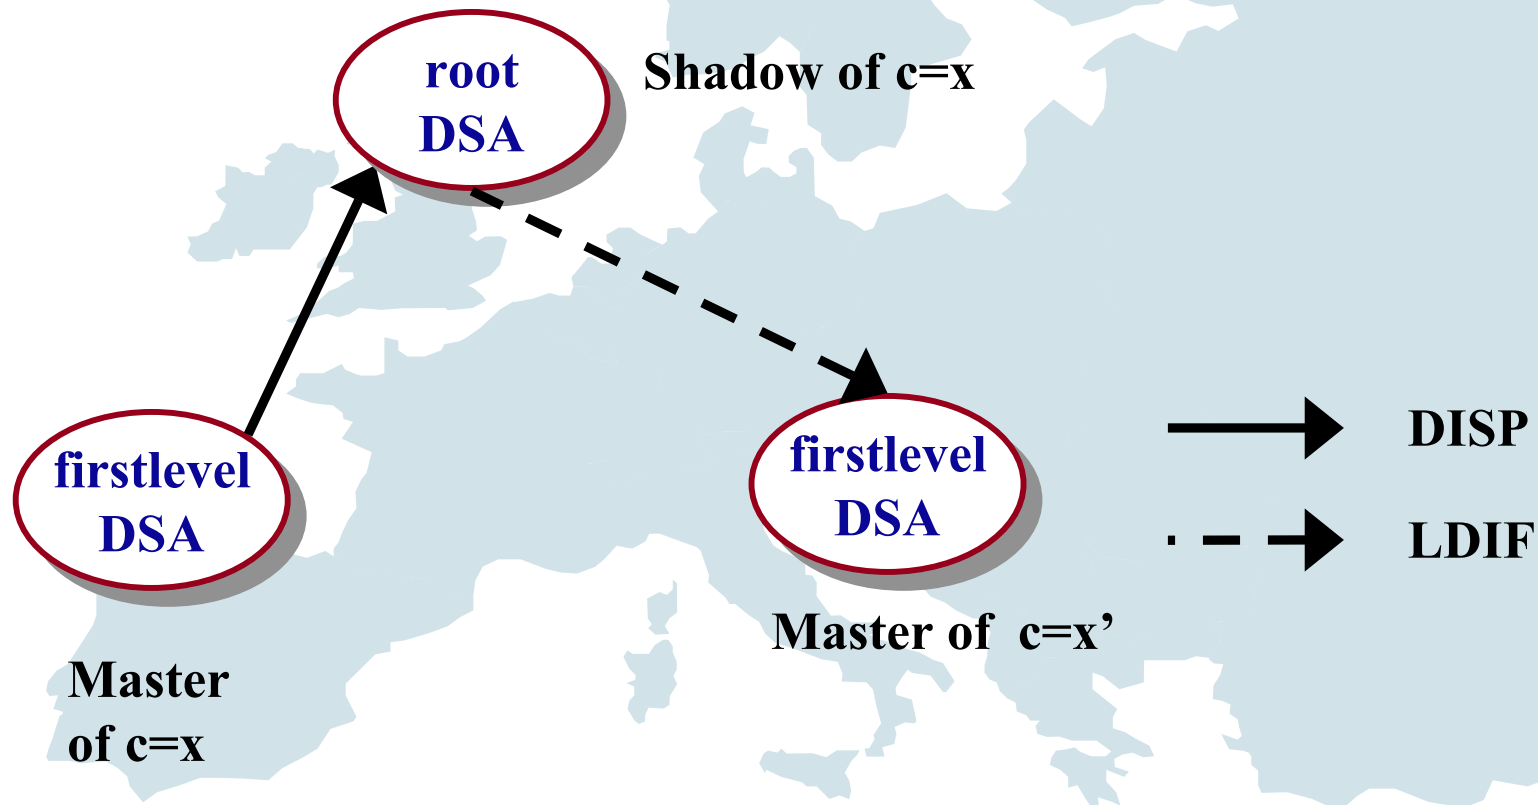 root
DSA
Shadow of c=x
firstlevel
DSA
Master
of c=x
firstlevel
DSA
Master of  c=x’
DISP
LDIF